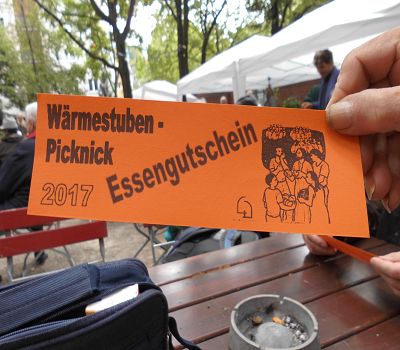 Wärmestuben -
Picknick
2017
Essengutschein